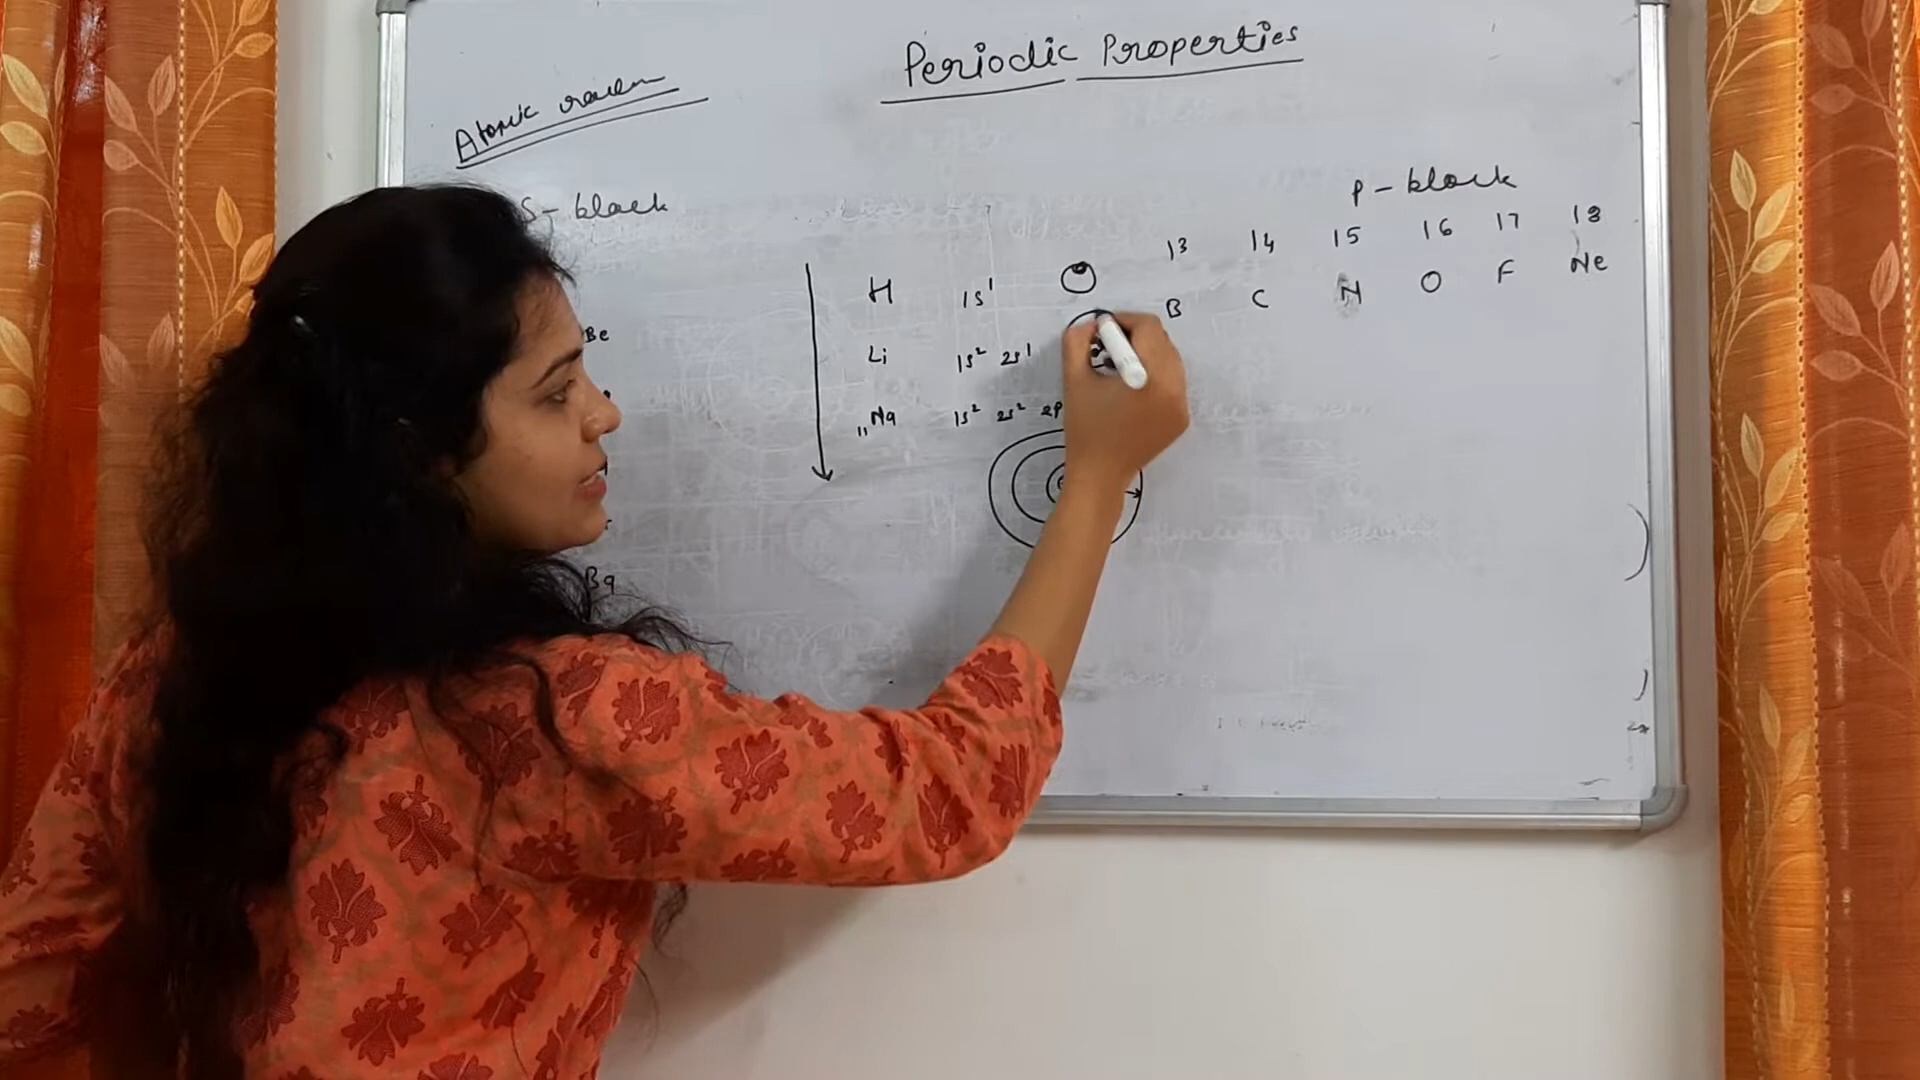 Periodic Properties
Atomic
S- block
P - block
13 14 15 16 17 18
B C N O F Ne
H 1s¹
Be
Li 1s² 2s¹
11Na 1s² 2s² 2p
Ba